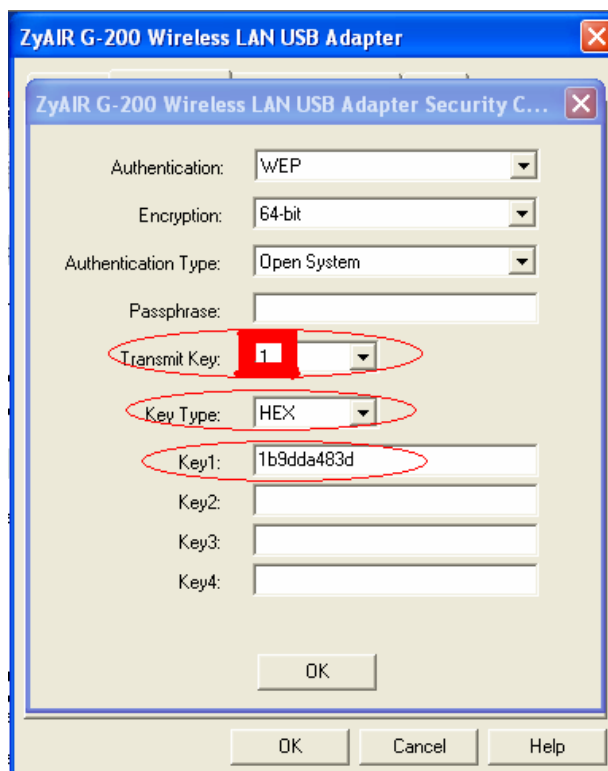 ZyAIR G-200 Wireless LAN USB Adapter
ZyAIR G-200 Wireless LAN USB Adapter Security C...
Authentication: WEP
Encryption: 64-bit
Authentication Type: Open System
Passphrase:
Transmit Key: 1
Key Type: HEX
Key1: 1b9dda483d
Key2:
Key3:
Key4:
OK
OK Cancel Help